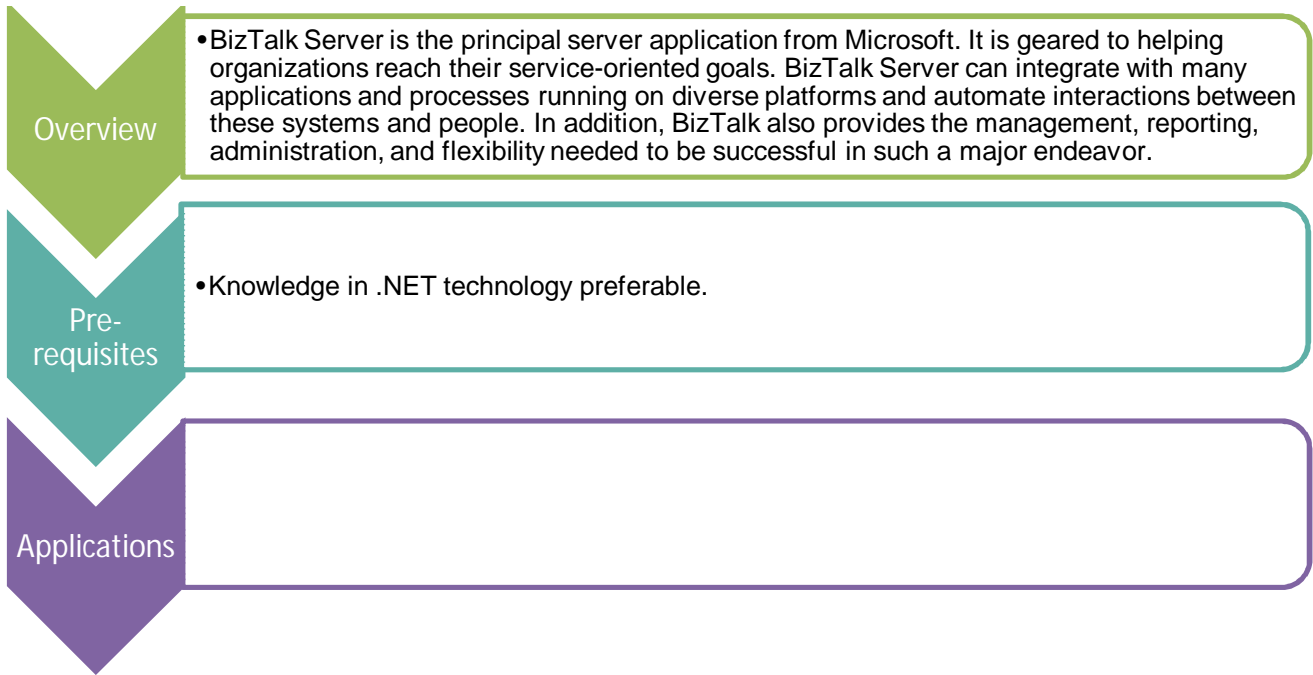 Overview
•BizTalk Server is the principal server application from Microsoft. It is geared to helping
organizations reach their service-oriented goals. BizTalk Server can integrate with many
applications and processes running on diverse platforms and automate interactions between
these systems and people. In addition, BizTalk also provides the management, reporting,
administration, and flexibility needed to be successful in such a major endeavor.
Pre-
requisites
•Knowledge in .NET technology preferable.
Applications